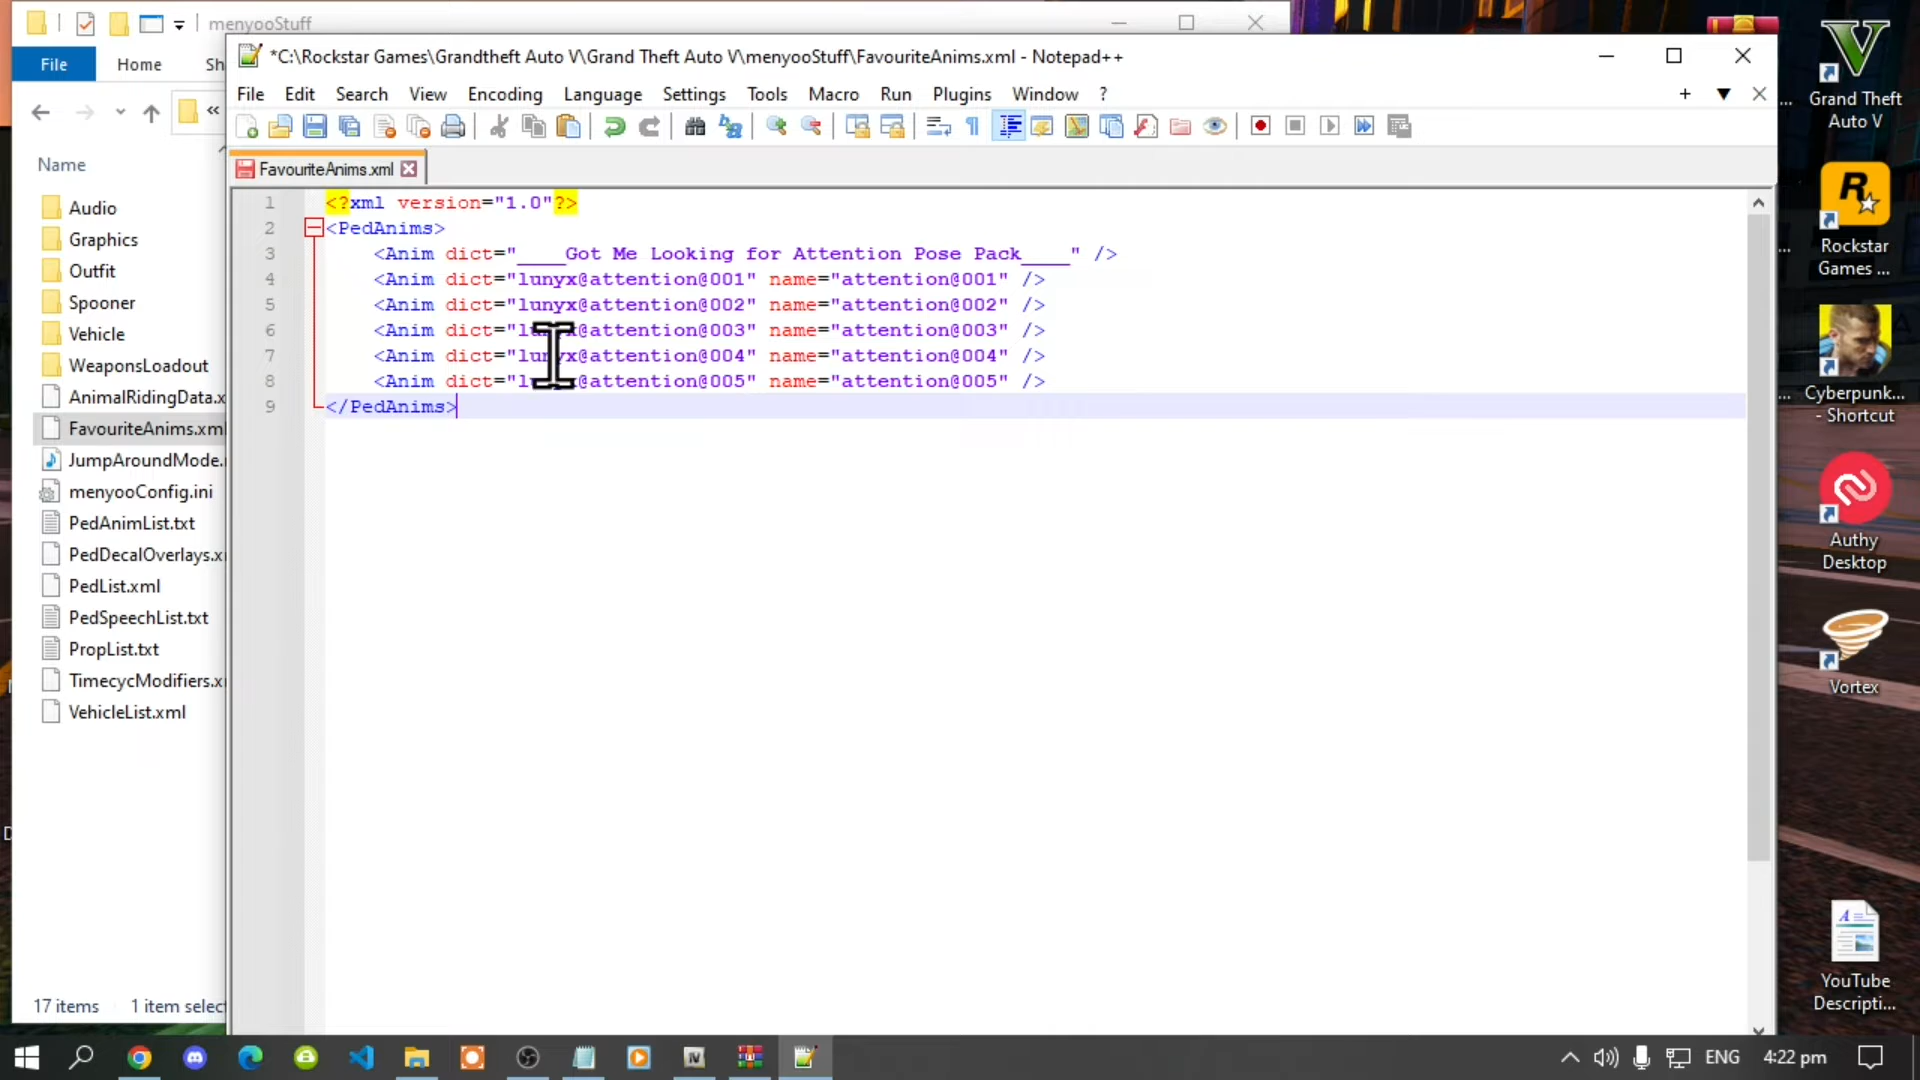 menyooStuff
File
Home
Sh
Name
Audio
Graphics
Outfit
Spooner
Vehicle
WeaponsLoadout
AnimalRidingData.x
FavouriteAnims.xml
JumpAroundMode.
menyooConfig.ini
PedAnimList.txt
PedDecalOverlays.x
PedList.xml
PedSpeechList.txt
PropList.txt
TimecycModifiers.x
VehicleList.xml
17 items 1 item select
*C:\Rockstar Games\Grandtheft Auto V\Grand Theft Auto V\menyooStuff\FavouriteAnims.xml - Notepad++
File Edit Search View Encoding Language Settings Tools Macro Run Plugins Window ?
FavouriteAnims.xml
1 <?xml version="1.0"?>
2 <PedAnims>
3 <Anim dict="____Got Me Looking for Attention Pose Pack____" />
4 <Anim dict="lunyx@attention@001" name="attention@001" />
5 <Anim dict="lunyx@attention@002" name="attention@002" />
6 <Anim dict="lunyx@attention@003" name="attention@003" />
7 <Anim dict="lunyx@attention@004" name="attention@004" />
8 <Anim dict="lunyx@attention@005" name="attention@005" />
9 </PedAnims>
Grand Theft
Auto V
Rockstar
Games ...
Cyberpunk...
- Shortcut
Authy
Desktop
Vortex
YouTube
Descripti...
ENG
4:22 pm